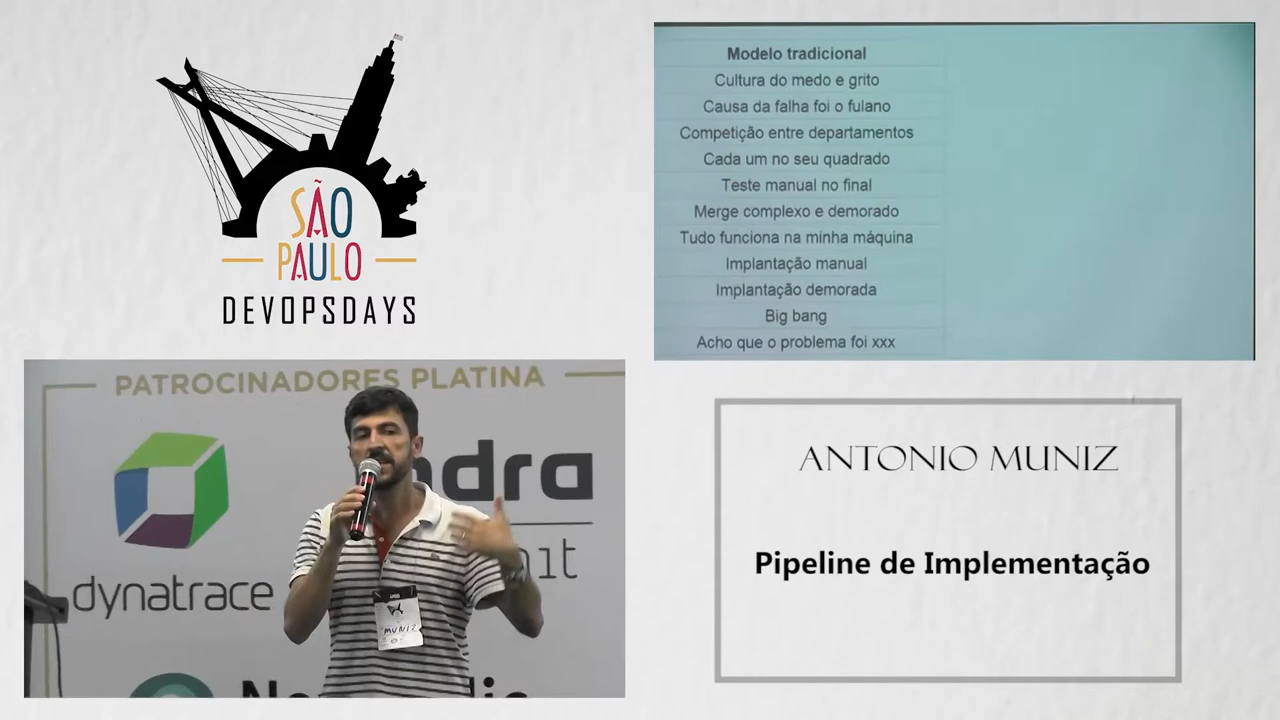 SÃO
PAULO
DEVOPSDAYS
Modelo tradicional
Cultura do medo e grito
Causa da falha foi o fulano
Competição entre departamentos
Cada um no seu quadrado
Teste manual no final
Merge complexo e demorado
Tudo funciona na minha máquina
Implantação manual
Implantação demorada
Big bang
Acho que o problema foi xxx
PATROCINADORES PLATINA
dynatrace
MUNIZ
ANTONIO MUNIZ
Pipeline de Implementação